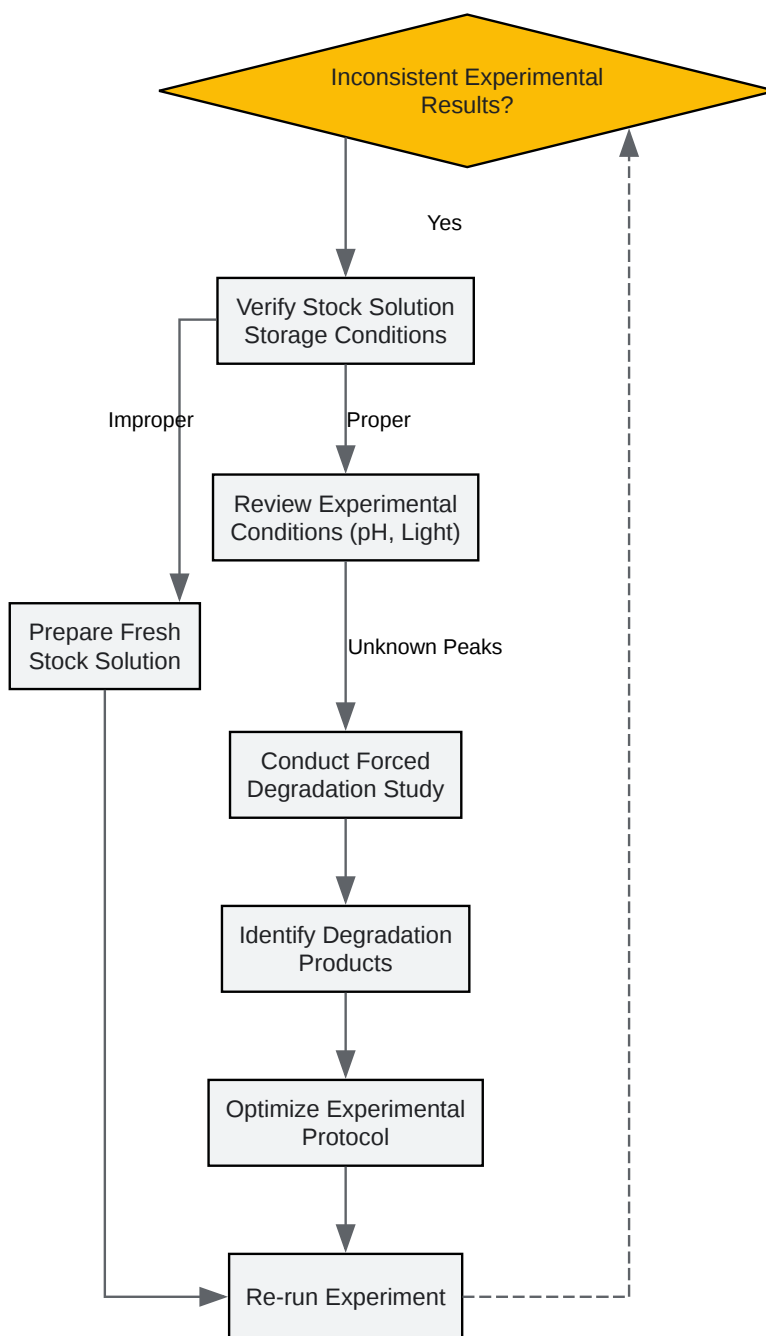 Inconsistent Experimental
Results?
Yes
Verify Stock Solution
Storage Conditions
Improper
Proper
Review Experimental
Conditions (pH, Light)
Prepare Fresh
Stock Solution
Unknown Peaks
Conduct Forced
Degradation Study
Identify Degradation
Products
Optimize Experimental
Protocol
Re-run Experiment